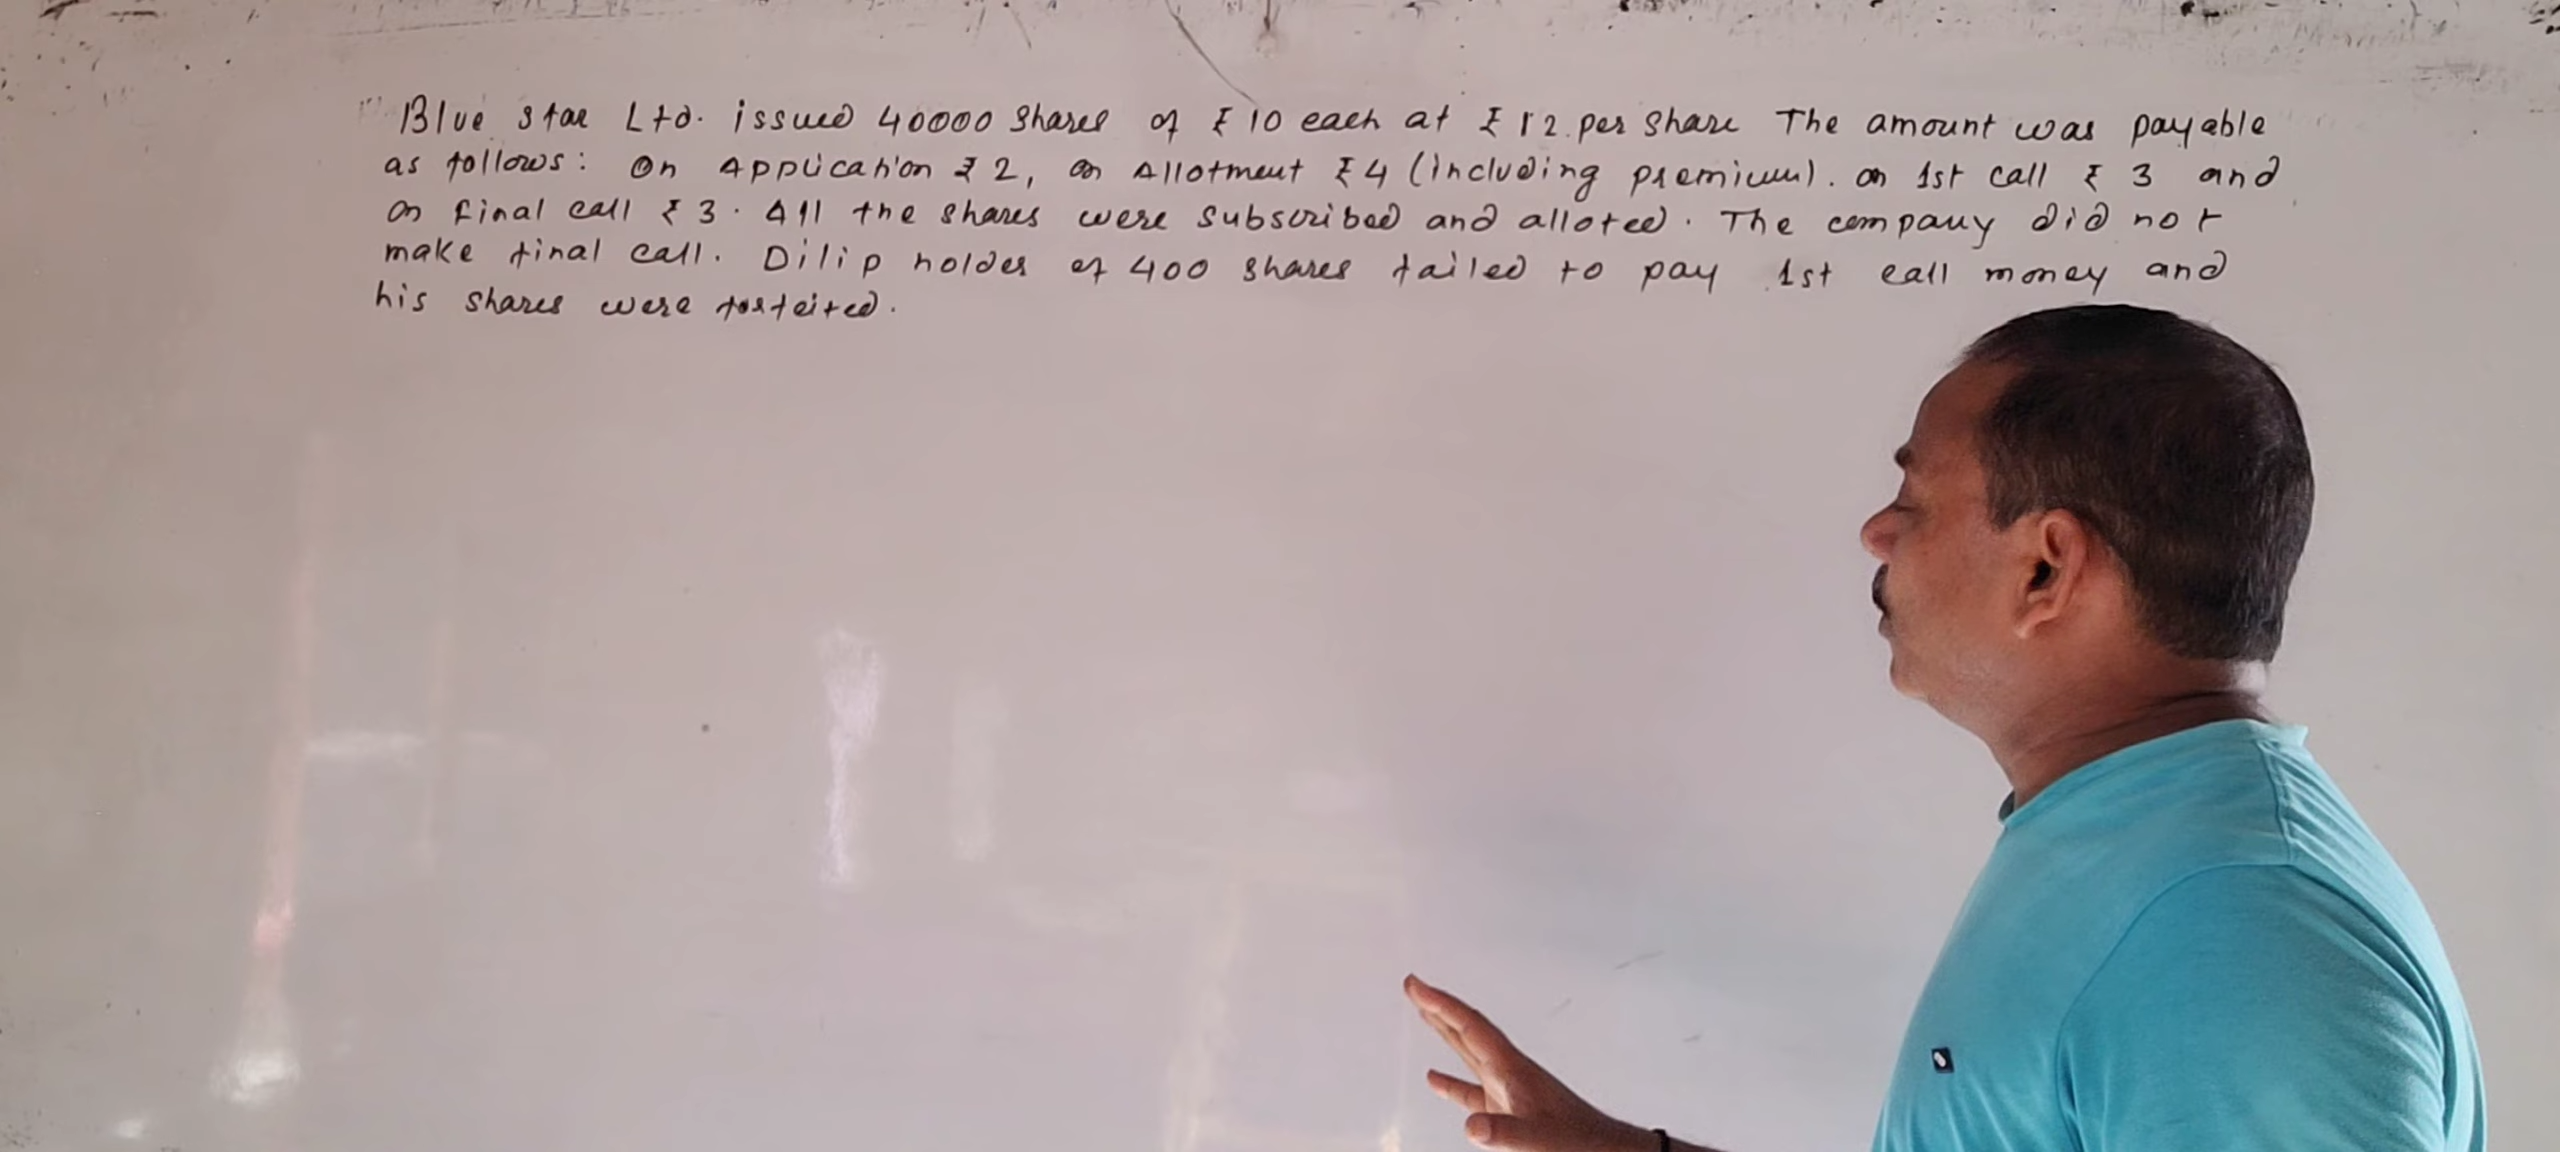 Blue star Ltd. issued 40000 shares of ₹10 each at ₹12 per share The amount was payable
as follows: On Application ₹2, on Allotment ₹4 (including premium). on 1st call ₹3 and
on final call ₹3. All the shares were subscribed and alloted. The company did not
make final call. Dilip holder of 400 shares failed to pay 1st call money and
his shares were forfeited.